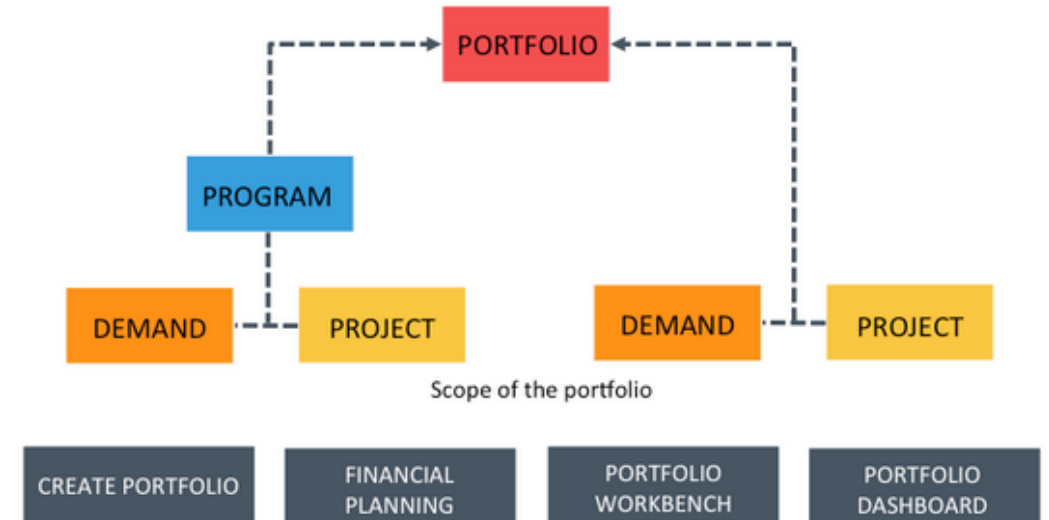 PORTFOLIO
PROGRAM
DEMAND
PROJECT
DEMAND
PROJECT
Scope of the portfolio
CREATE PORTFOLIO
FINANCIAL
PLANNING
PORTFOLIO
WORKBENCH
PORTFOLIO
DASHBOARD